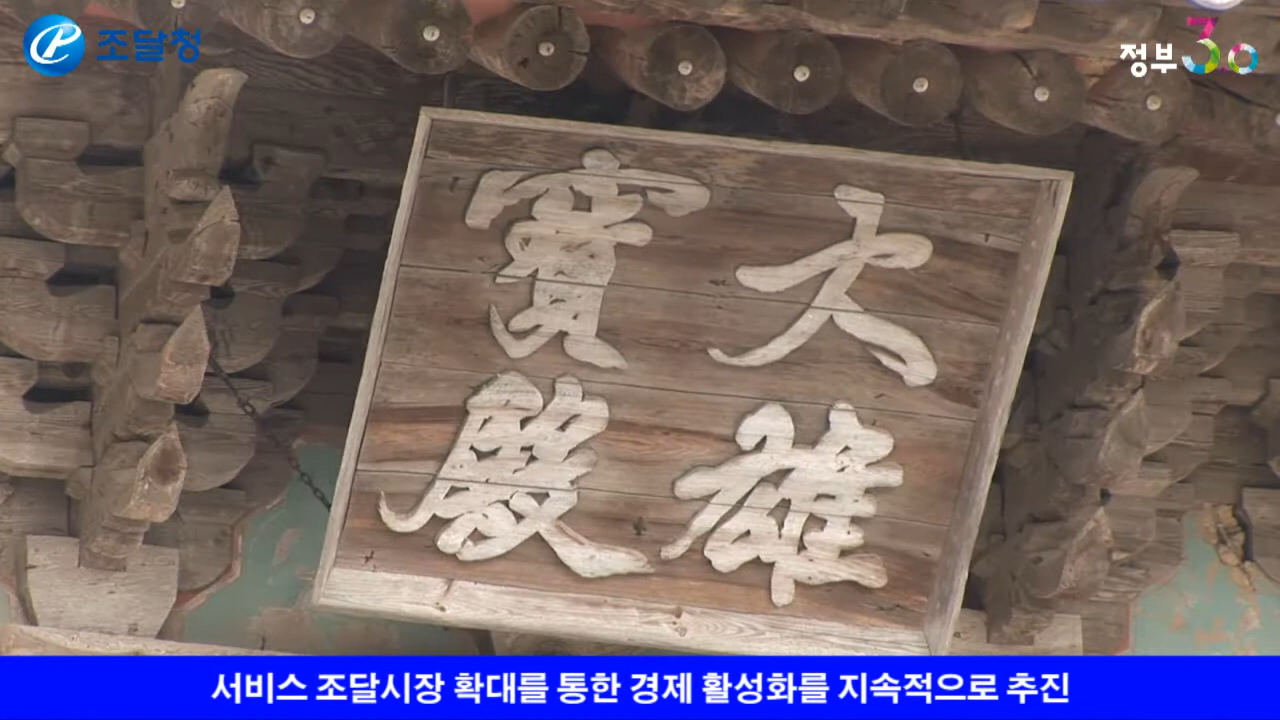 조달청
정부3.0
大雄
寶殿
서비스 조달시장 확대를 통한 경제 활성화를 지속적으로 추진